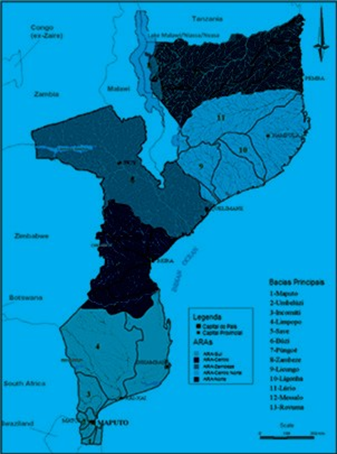 Tanzania
Congo
(ex-Zaire)
Lake Malawi/Niassa/Nyasa
PEMBA
Zambia
Malawi
11
NAMPULA
10
9
8
QUELIMANE
Zimbabwe
BEIRA
INDIAN OCEAN
Botswana
4
South Africa
3
MAPUTO
Swaziland
Legenda
Capital do País
Capital Provincial
ARAs
ARA-Sul
ARA-Centro
ARA-Zambeze
ARA-Centro Norte
ARA-Norte
Bacias Principais
1-Maputo
2-Umbeluzi
3-Incomáti
4-Limpopo
5-Save
6-Búzi
7-Púngoè
8-Zambeze
9-Licungo
10-Ligonha
11-Lúrio
12-Messalo
13-Rovuma
Scale